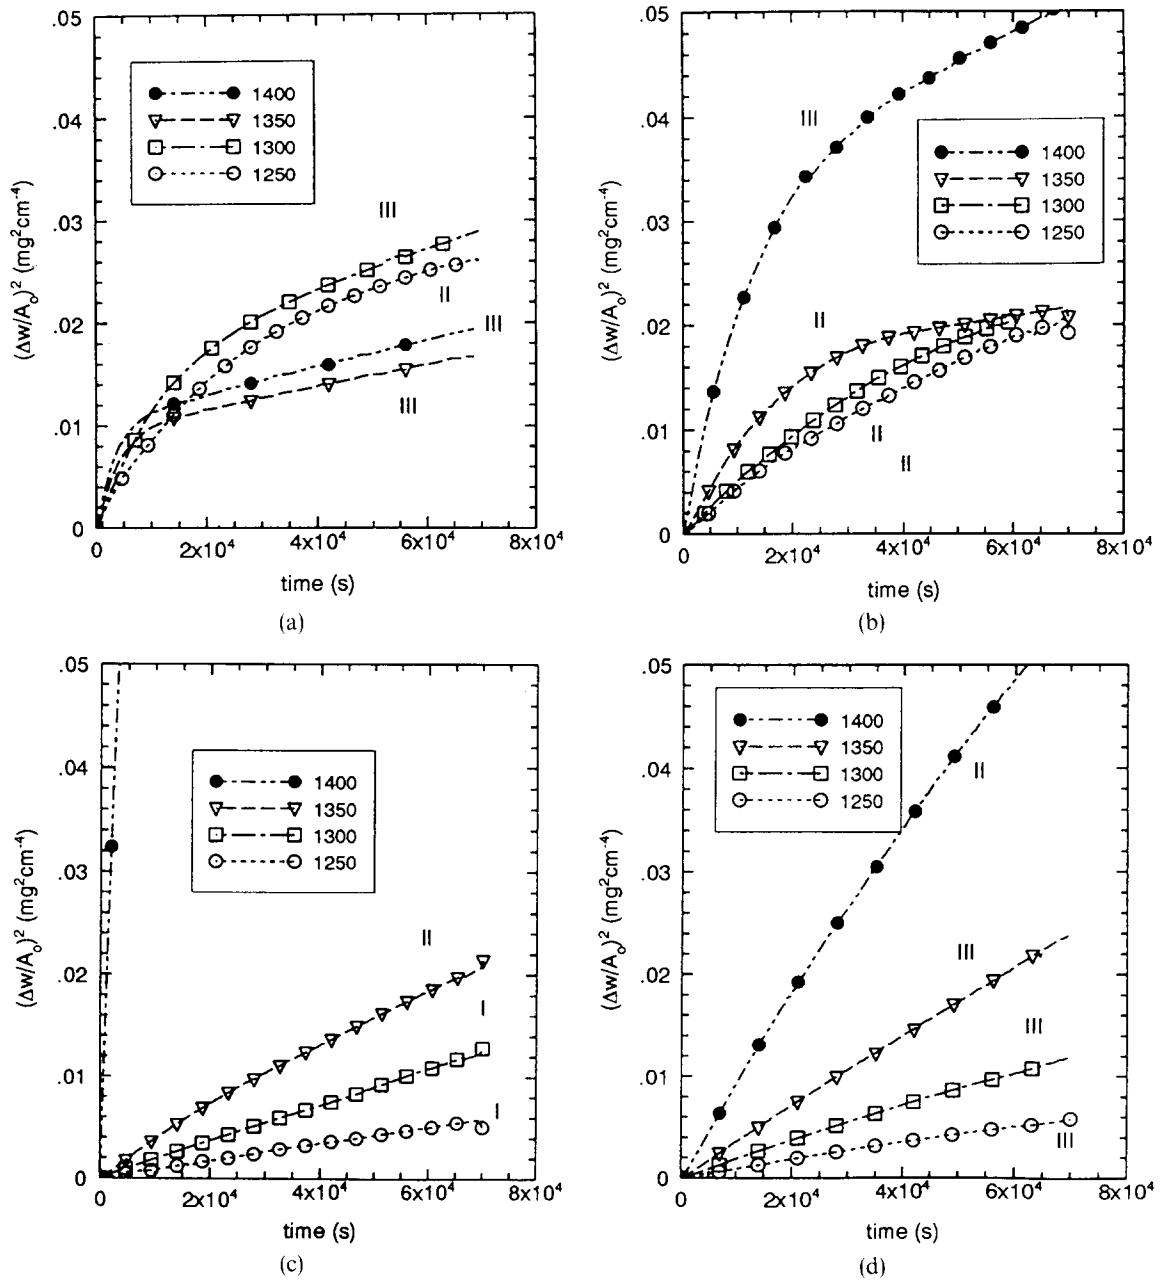 .05
.04
.03
.02
.01
0
(Δw/A₀)² (mg²cm⁻⁴)
1400
1350
1300
1250
III
II
III
III
0 2x10⁴ 4x10⁴ 6x10⁴ 8x10⁴
time (s)
(a)
.05
.04
.03
.02
.01
0
(Δw/A₀)² (mg²cm⁻⁴)
III
1400
1350
1300
1250
II
II
II
0 2x10⁴ 4x10⁴ 6x10⁴ 8x10⁴
time (s)
(b)
.05
.04
.03
.02
.01
0
(Δw/A₀)² (mg²cm⁻⁴)
1400
1350
1300
1250
II
I
I
0 2x10⁴ 4x10⁴ 6x10⁴ 8x10⁴
time (s)
(c)
.05
.04
.03
.02
.01
0
(Δw/A₀)² (mg²cm⁻⁴)
1400
1350
1300
1250
II
III
III
III
0 2x10⁴ 4x10⁴ 6x10⁴ 8x10⁴
time (s)
(d)